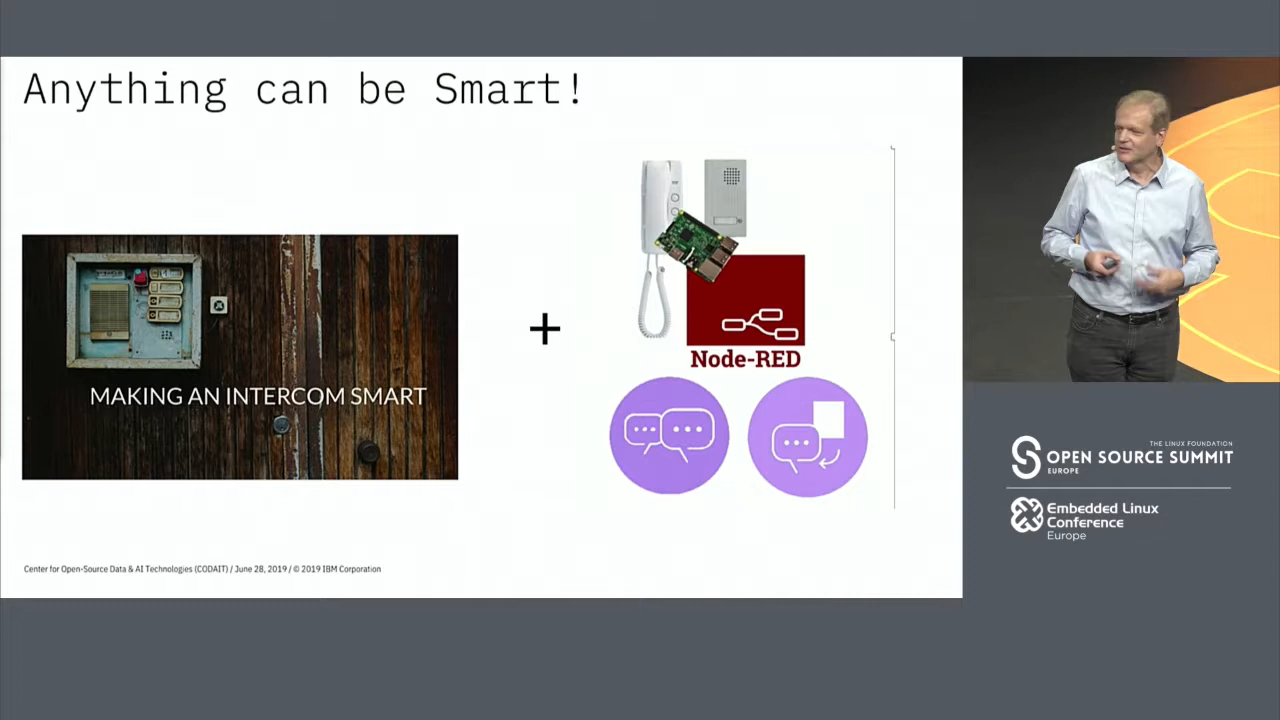 Anything can be Smart!
MAKING AN INTERCOM SMART
+
Node-RED
Center for Open-Source Data & AI Technologies (CODAIT) / June 28, 2019 / © 2019 IBM Corporation
THE LINUX FOUNDATION
OPEN SOURCE SUMMIT
EUROPE
Embedded Linux
Conference
Europe